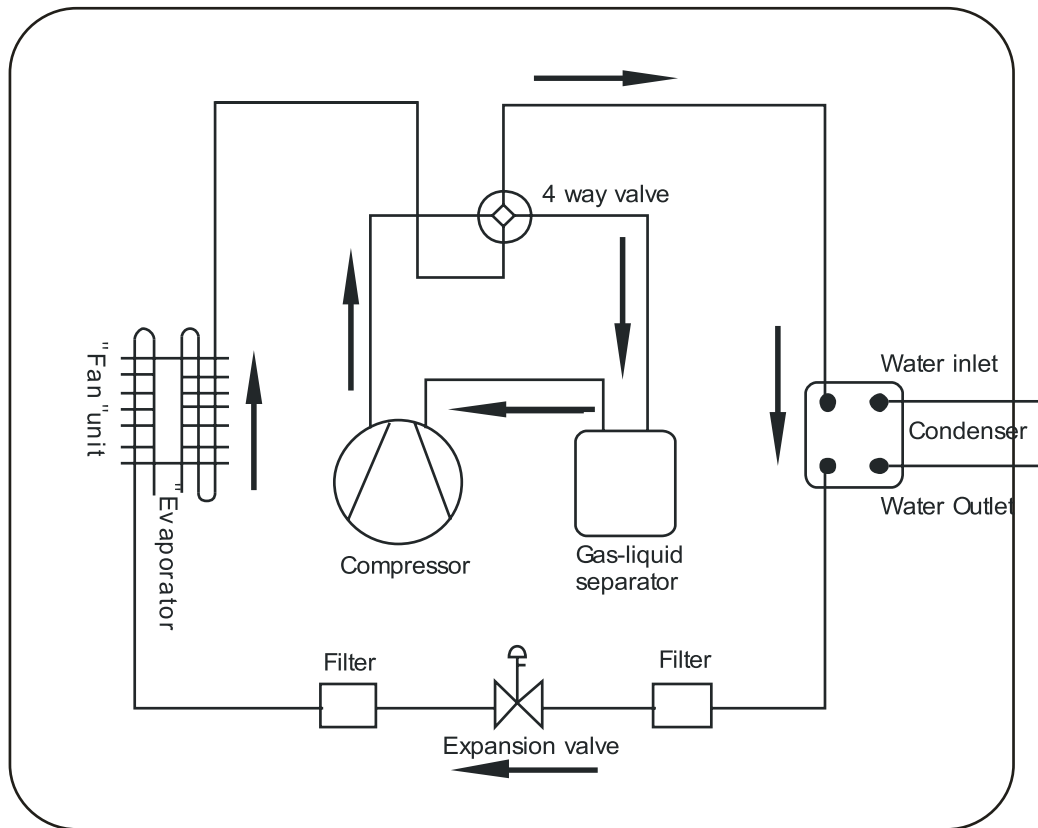 4 way valve
"Fan"unit
"Evaporator
Water inlet
Condenser
Water Outlet
Compressor
Gas-liquid
separator
Filter
Filter
Expansion valve